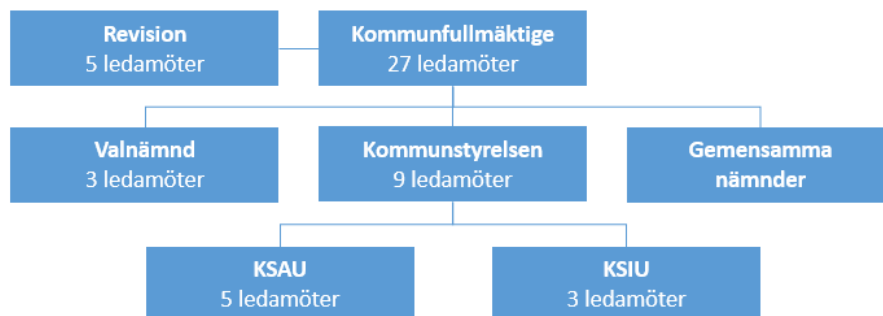 Revision
5 ledamöter
Kommunfullmäktige
27 ledamöter
Valnämnd
3 ledamöter
Kommunstyrelsen
9 ledamöter
Gemensamma
nämnder
KSAU
5 ledamöter
KSIU
3 ledamöter